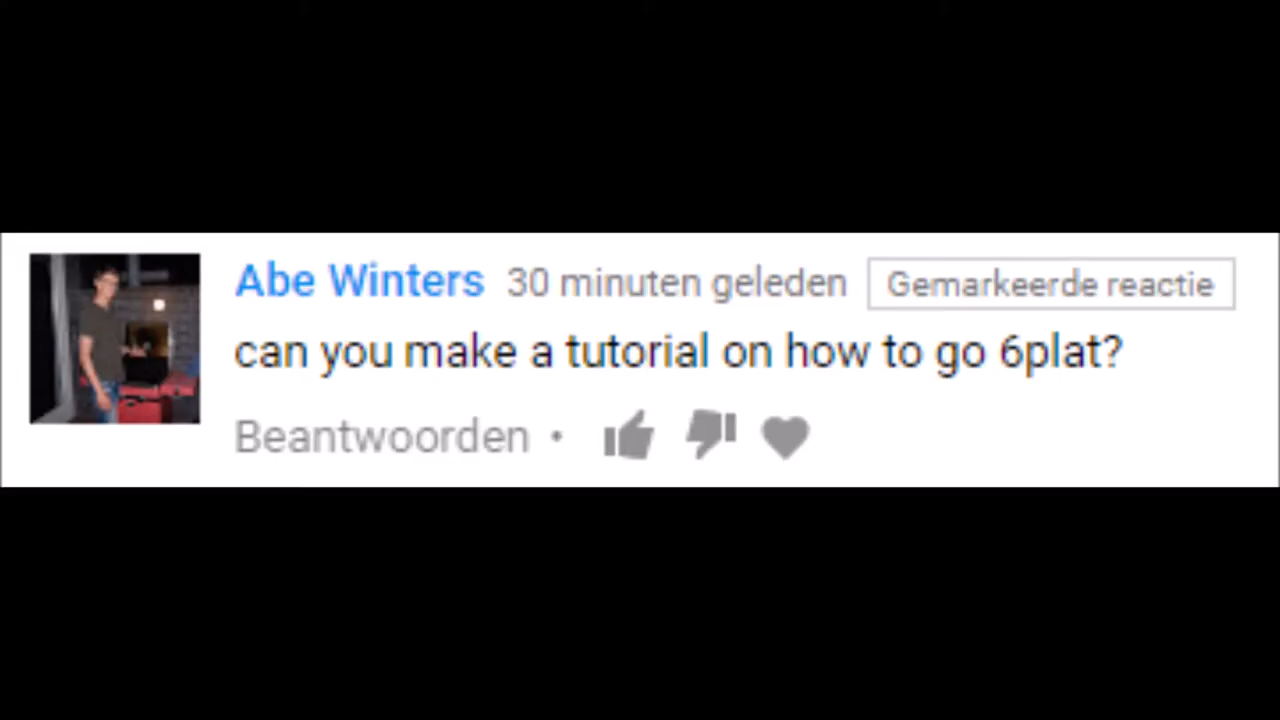 Abe Winters 30 minuten geleden Gemarkeerde reactie
can you make a tutorial on how to go 6plat?
Beantwoorden •